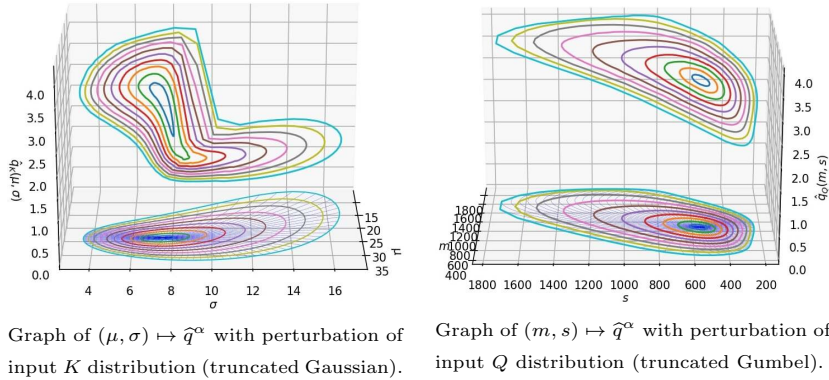 4.0
3.5
3.0
2.5
2.0
1.5
1.0
0.5
0.0
q̂K(μ, σ)
4 6 8 10 12 14 16
σ
15
20
25
30
35
μ
4.0
3.5
3.0
2.5
2.0
1.5
1.0
0.5
0.0
q̂Q(m, s)
1800
1600
1400
1200
1000
800
600
400
m
1800 1600 1400 1200 1000 800 600 400 200
s
Graph of (μ, σ) ↦ q̂^α with perturbation of
input K distribution (truncated Gaussian).
Graph of (m, s) ↦ q̂^α with perturbation of
input Q distribution (truncated Gumbel).